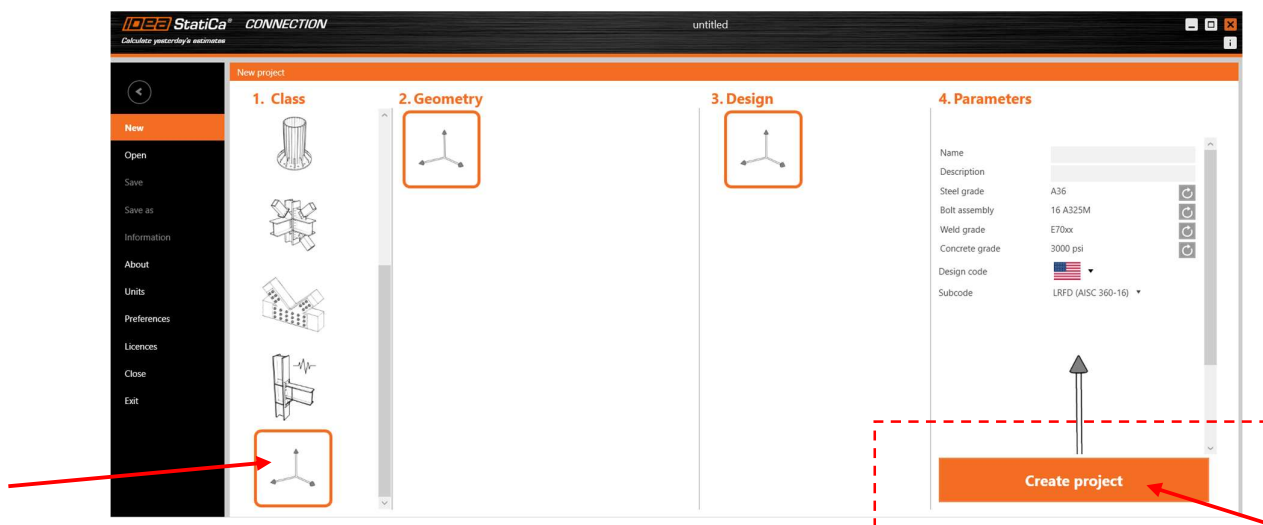 IDEA StatiCa® CONNECTION
untitled
Calculate yesterday's estimates
i
New project
1. Class
2. Geometry
3. Design
4. Parameters
New
Open
Save
Save as
Information
About
Units
Preferences
Licences
Close
Exit
Name
Description
Steel grade A36
Bolt assembly 16 A325M
Weld grade E70xx
Concrete grade 3000 psi
Design code
Subcode LRFD (AISC 360-16)
Create project